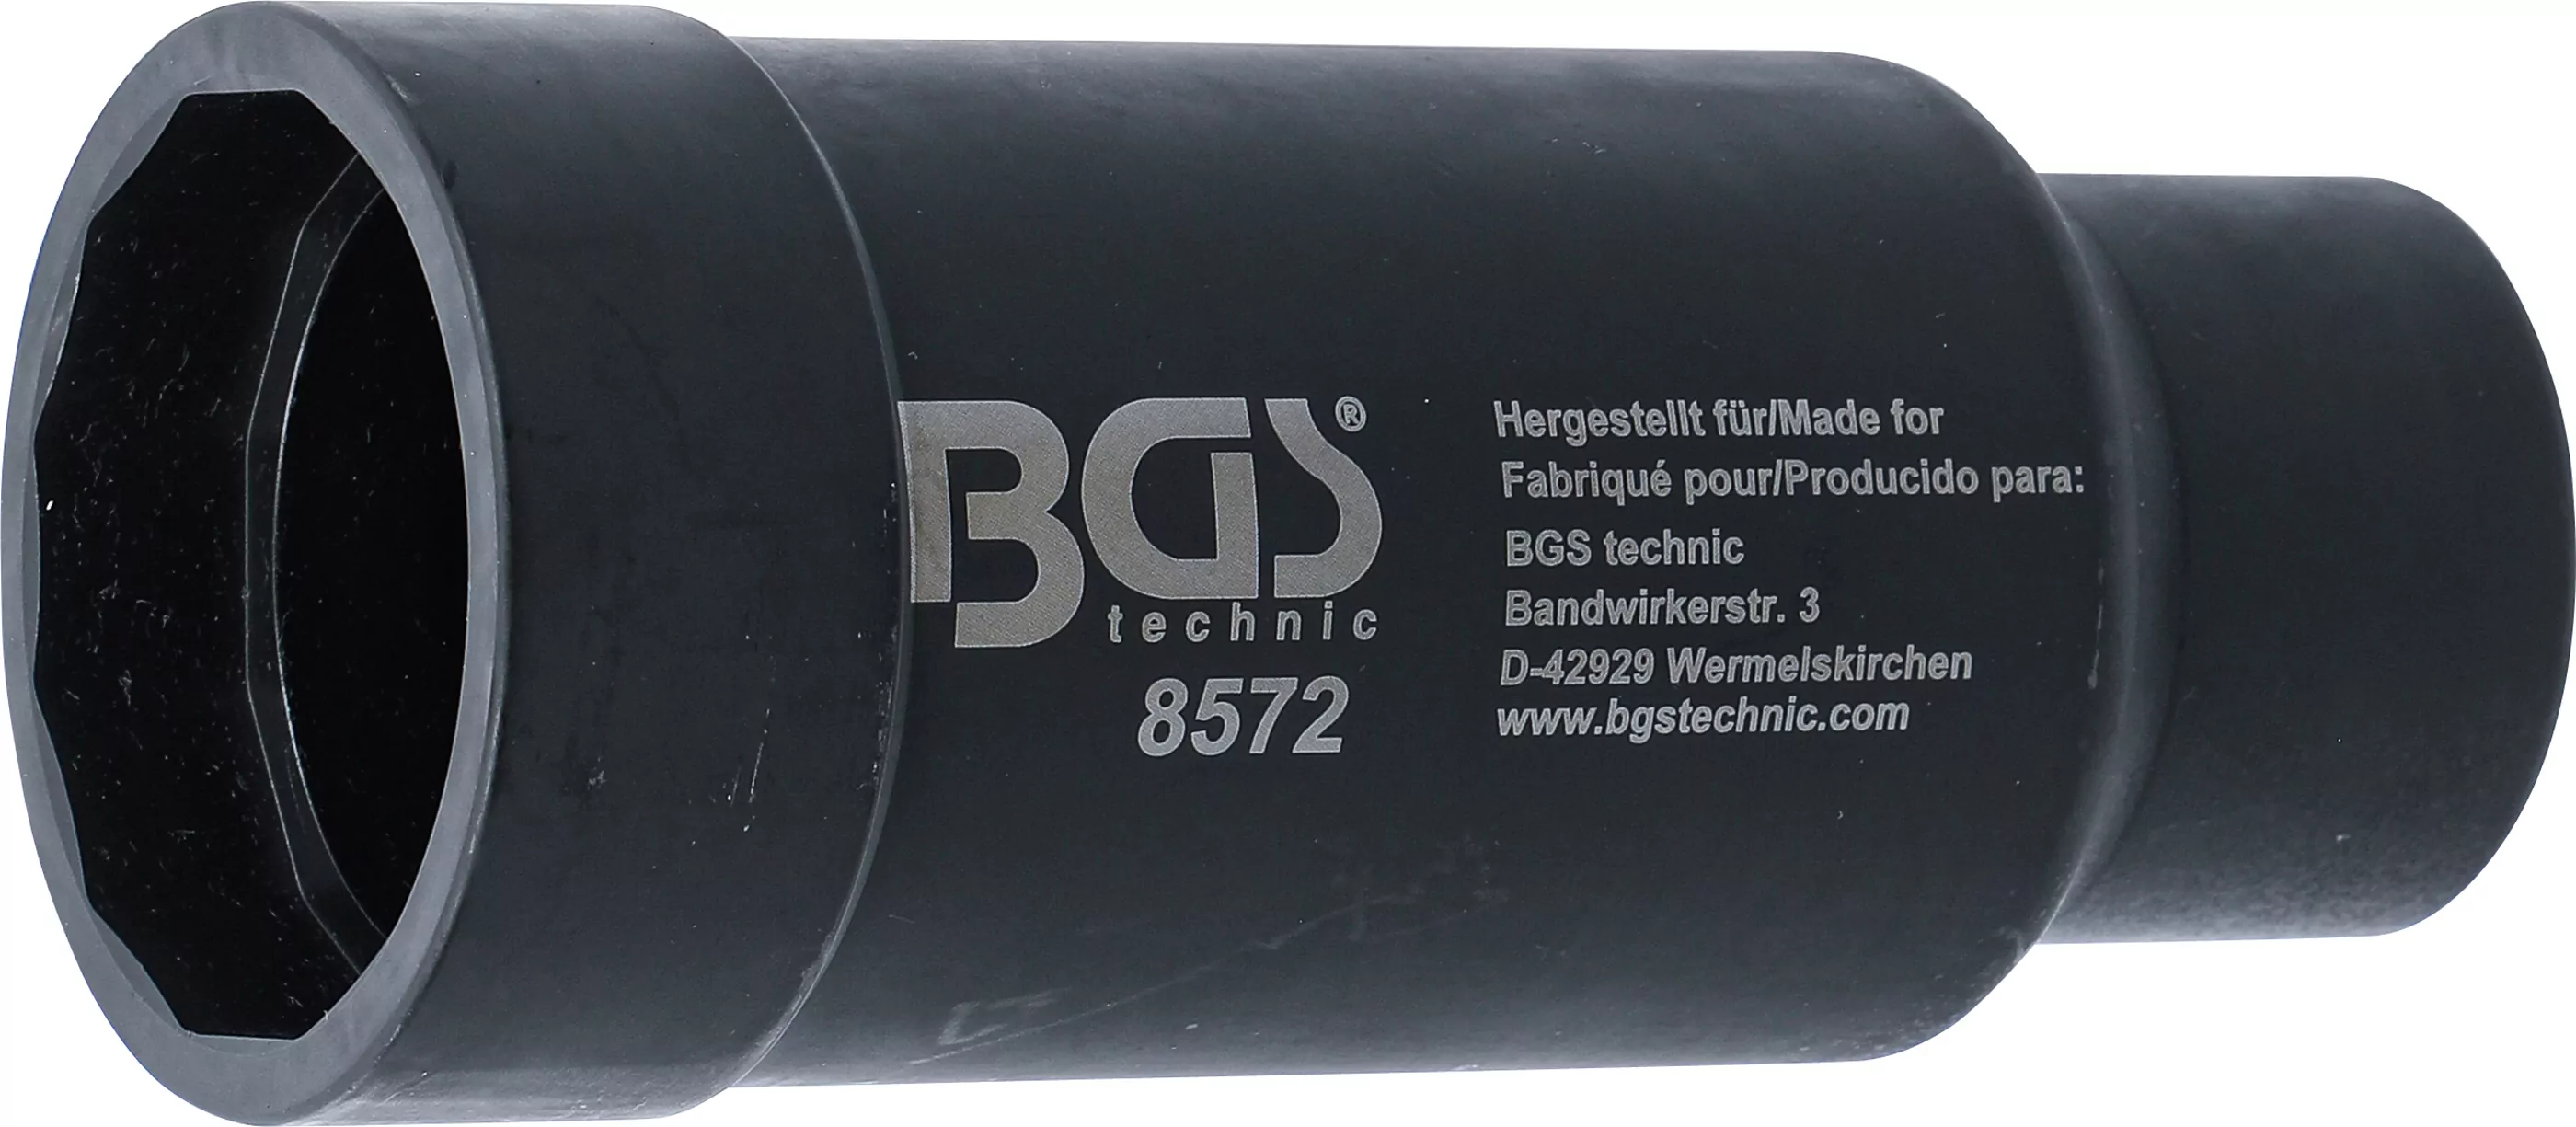 BGS®
technic
8572
Hergestellt für/Made for
Fabriqué pour/Producido para:
BGS technic
Bandwirkerstr. 3
D-42929 Wermelskirchen
www.bgstechnic.com